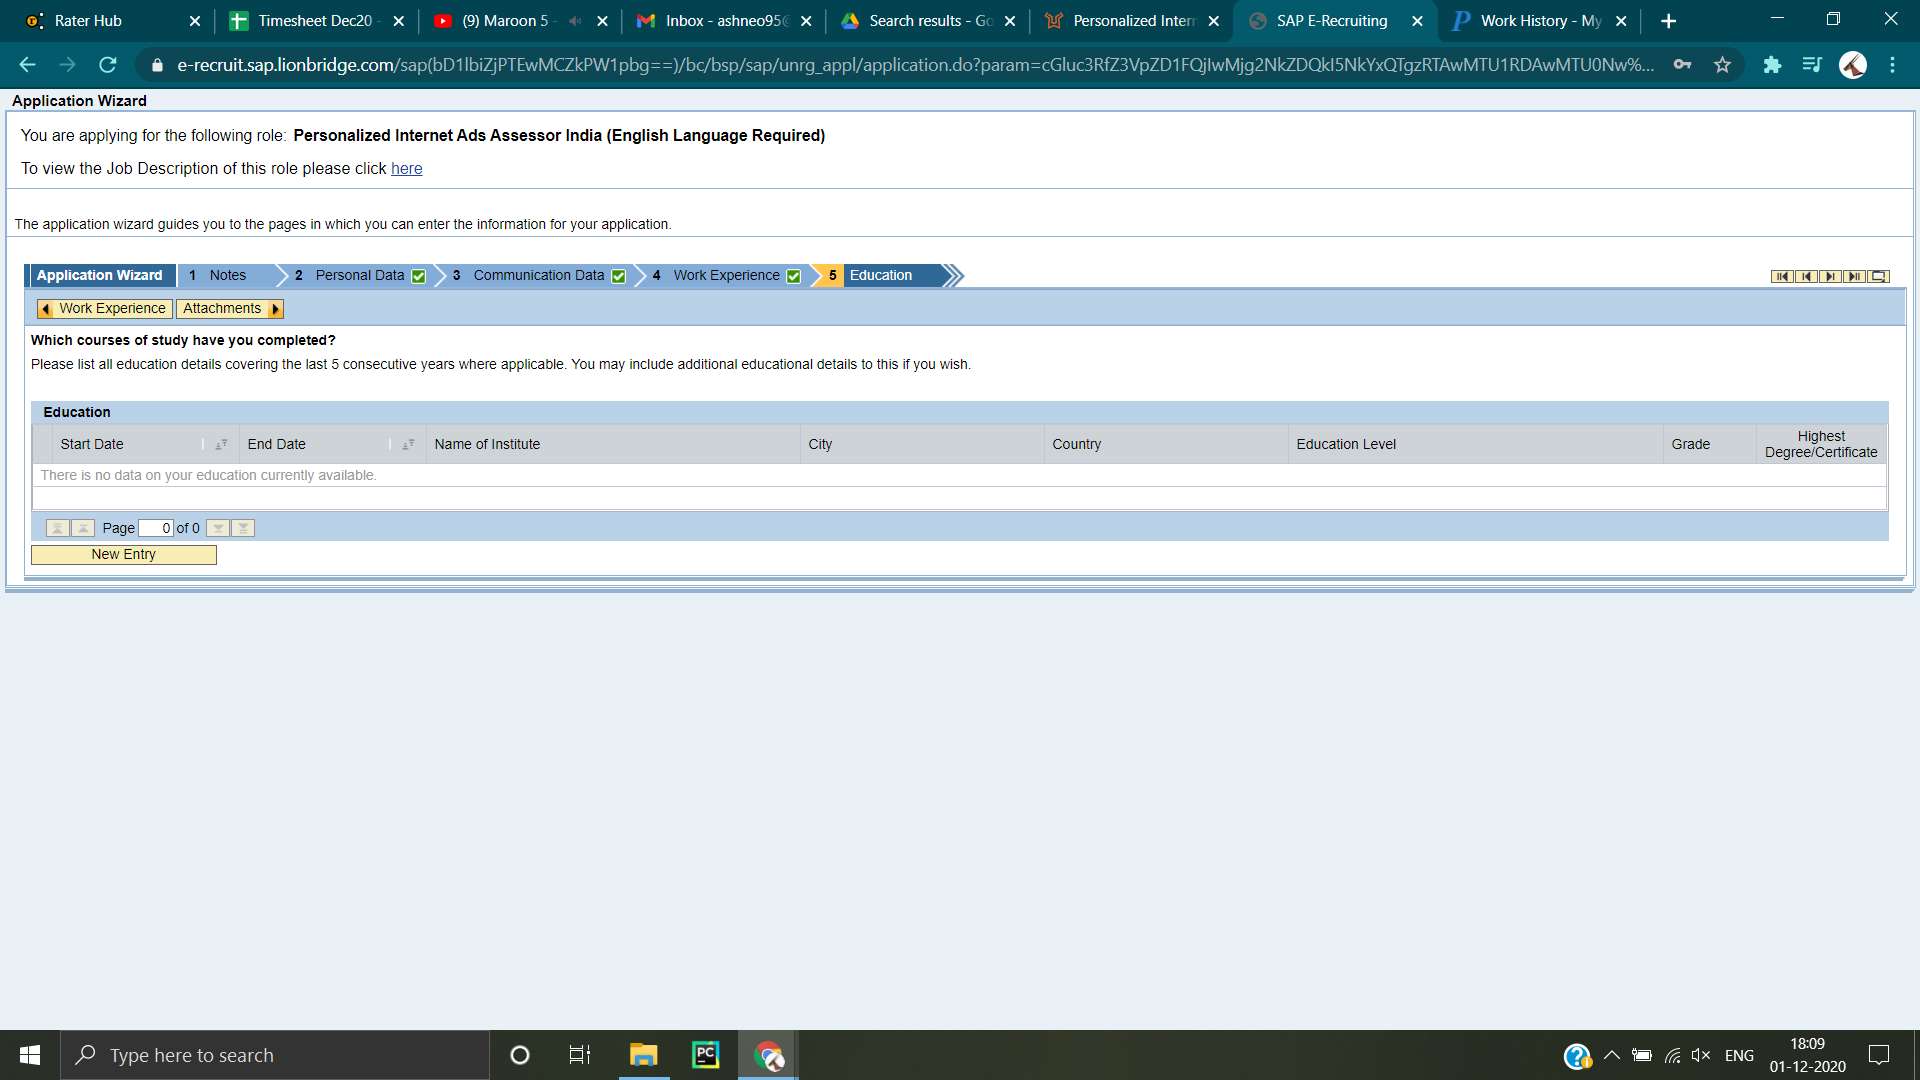 Rater Hub
Timesheet Dec20 -
(9) Maroon 5 -
Inbox - ashneo95@
Search results - Go
Personalized Intern
SAP E-Recruiting
Work History - My
e-recruit.sap.lionbridge.com/sap(bD1lbiZjPTEwMCZkPW1pbg==)/bc/bsp/sap/unrg_appl/application.do?param=cGluc3RfZ3VpZD1FQjIwMjg2NkZDQkI5NkYxQTgzRTAwMTU1RDAwMTU0Nw%...
Application Wizard
You are applying for the following role: Personalized Internet Ads Assessor India (English Language Required)
To view the Job Description of this role please click here
The application wizard guides you to the pages in which you can enter the information for your application.
Application Wizard 1 Notes 2 Personal Data 3 Communication Data 4 Work Experience 5 Education
Work Experience Attachments
Which courses of study have you completed?
Please list all education details covering the last 5 consecutive years where applicable. You may include additional educational details to this if you wish.
Education
Start Date End Date Name of Institute City Country Education Level Grade Highest Degree/Certificate
There is no data on your education currently available.
Page 0 of 0
New Entry
Type here to search
PC
ENG
18:09
01-12-2020